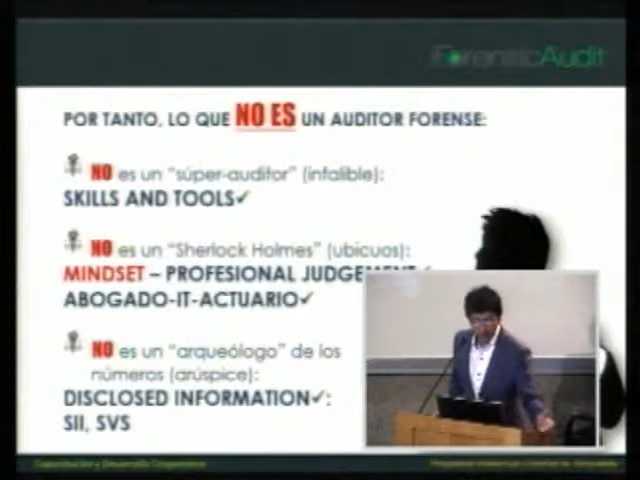 iForensicAudit
POR TANTO, LO QUE NO ES UN AUDITOR FORENSE:
NO es un "súper-auditor" (infalible):
SKILLS AND TOOLS✓
NO es un "Sherlock Holmes" (ubicuos):
MINDSET – PROFESIONAL JUDGEMENT✓
ABOGADO-IT-ACTUARIO✓
NO es un "arqueólogo" de los
números (arúspice):
DISCLOSED INFORMATION✓:
SII, SVS
Capacitación y Desarrollo Corporativo